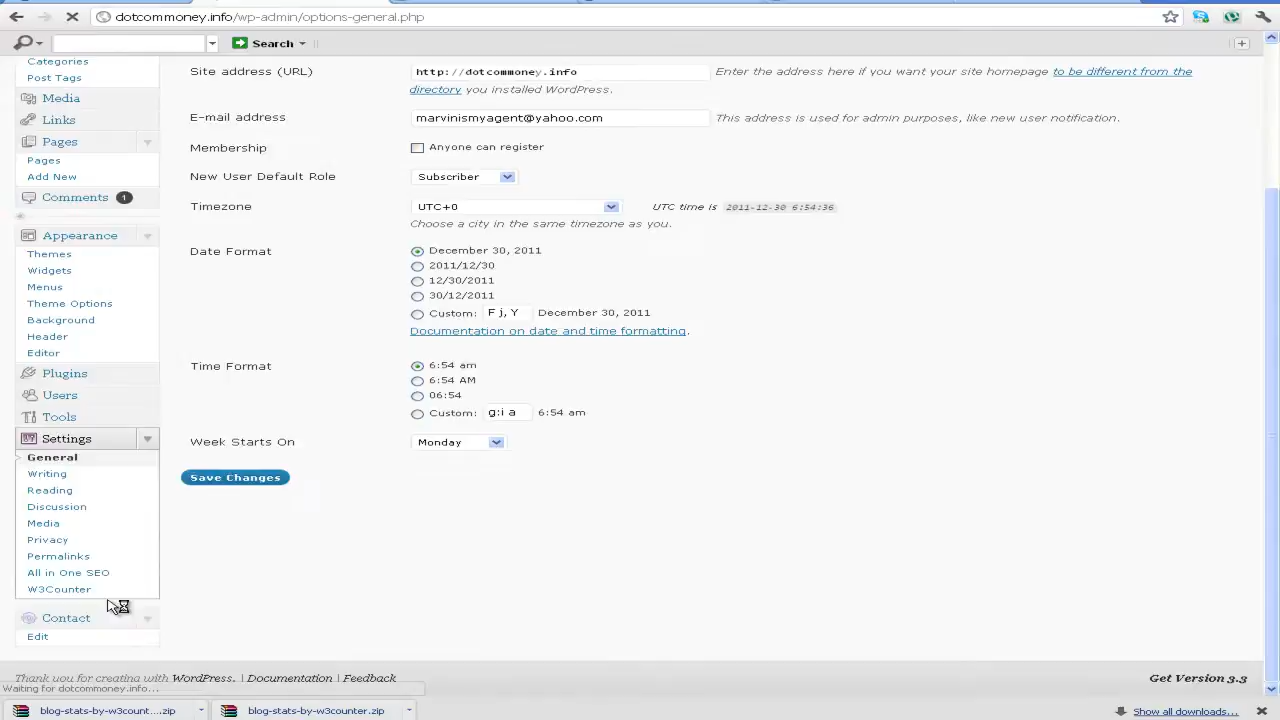 dotcommoney.info/wp-admin/options-general.php
Search
Categories
Post Tags
Media
Links
Pages
Pages
Add New
Comments 1
Appearance
Themes
Widgets
Menus
Theme Options
Background
Header
Editor
Plugins
Users
Tools
Settings
General
Writing
Reading
Discussion
Media
Privacy
Permalinks
All in One SEO
W3Counter
Contact
Edit
Site address (URL) http://dotcommoney.info Enter the address here if you want your site homepage to be different from the
directory you installed WordPress.
E-mail address marvinismyagent@yahoo.com This address is used for admin purposes, like new user notification.
Membership Anyone can register
New User Default Role Subscriber
Timezone UTC+0 UTC time is 2011-12-30 6:54:36
Choose a city in the same timezone as you.
Date Format December 30, 2011
2011/12/30
12/30/2011
30/12/2011
Custom: F j, Y December 30, 2011
Documentation on date and time formatting.
Time Format 6:54 am
6:54 AM
06:54
Custom: g:i a 6:54 am
Week Starts On Monday
Save Changes
Thank you for creating with WordPress. | Documentation | Feedback Get Version 3.3
Waiting for dotcommoney.info...
blog-stats-by-w3count....zip blog-stats-by-w3counter.zip Show all downloads...